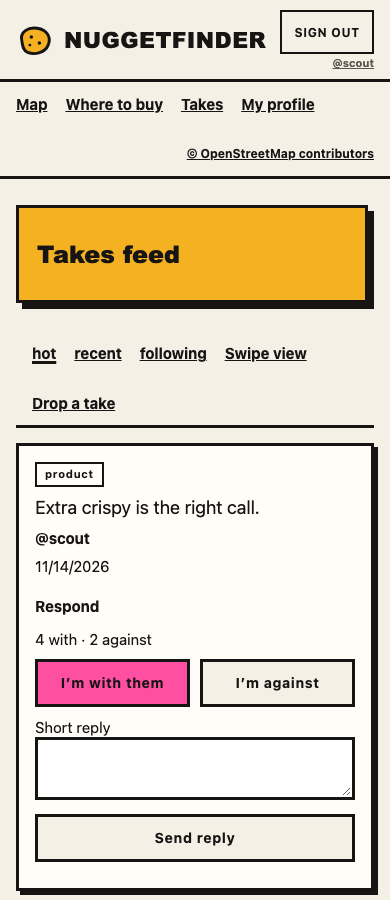 NUGGETFINDER
SIGN OUT
@scout
Map Where to buy Takes My profile
© OpenStreetMap contributors
Takes feed
hot recent following Swipe view
Drop a take
product
Extra crispy is the right call.
@scout
11/14/2026
Respond
4 with · 2 against
I’m with them I’m against
Short reply
Send reply